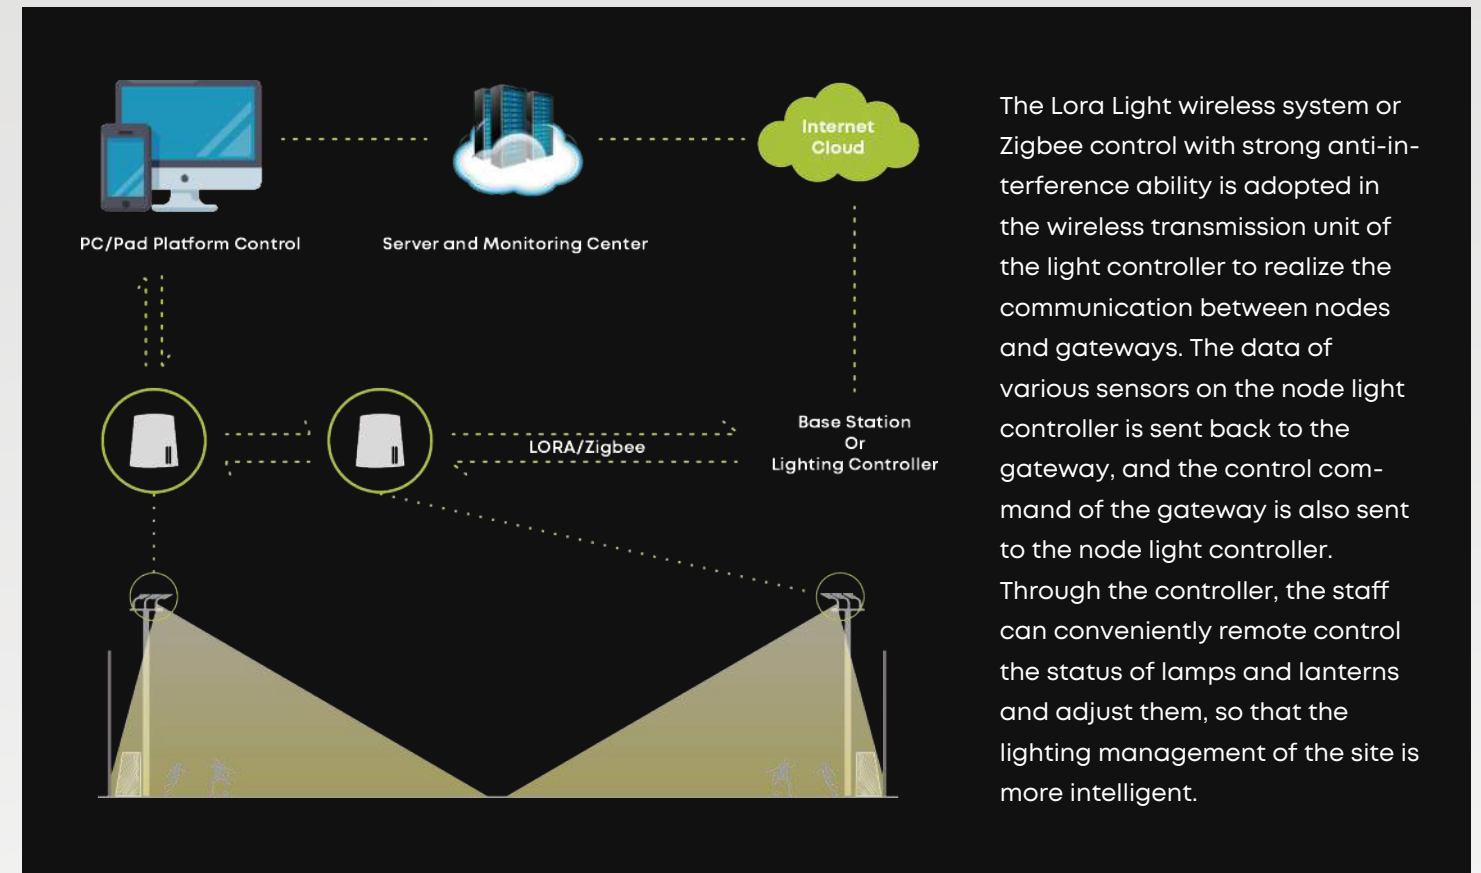 Internet
Cloud
PC/Pad Platform Control
Server and Monitoring Center
LORA/Zigbee
Base Station
Or
Lighting Controller
The Lora Light wireless system or
Zigbee control with strong anti-in-
terference ability is adopted in
the wireless transmission unit of
the light controller to realize the
communication between nodes
and gateways. The data of
various sensors on the node light
controller is sent back to the
gateway, and the control com-
mand of the gateway is also sent
to the node light controller.
Through the controller, the staff
can conveniently remote control
the status of lamps and lanterns
and adjust them, so that the
lighting management of the site is
more intelligent.